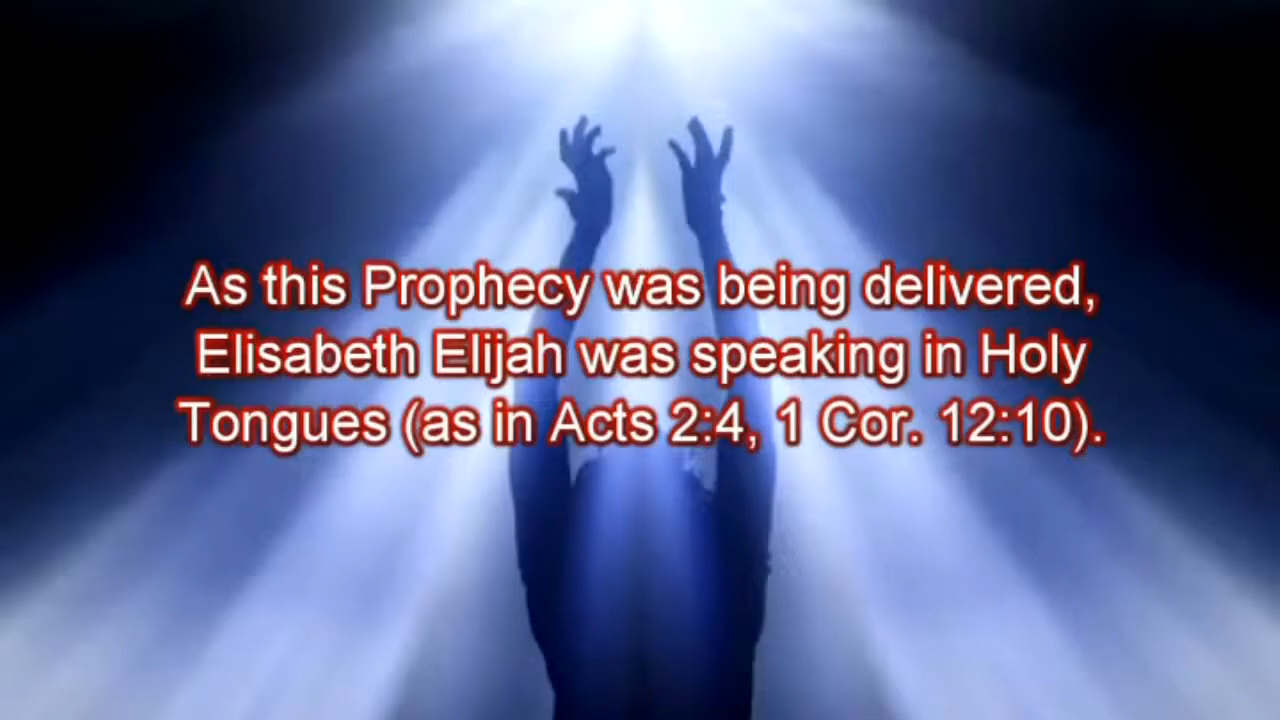 As this Prophecy was being delivered,
Elisabeth Elijah was speaking in Holy
Tongues (as in Acts 2:4, 1 Cor. 12:10).